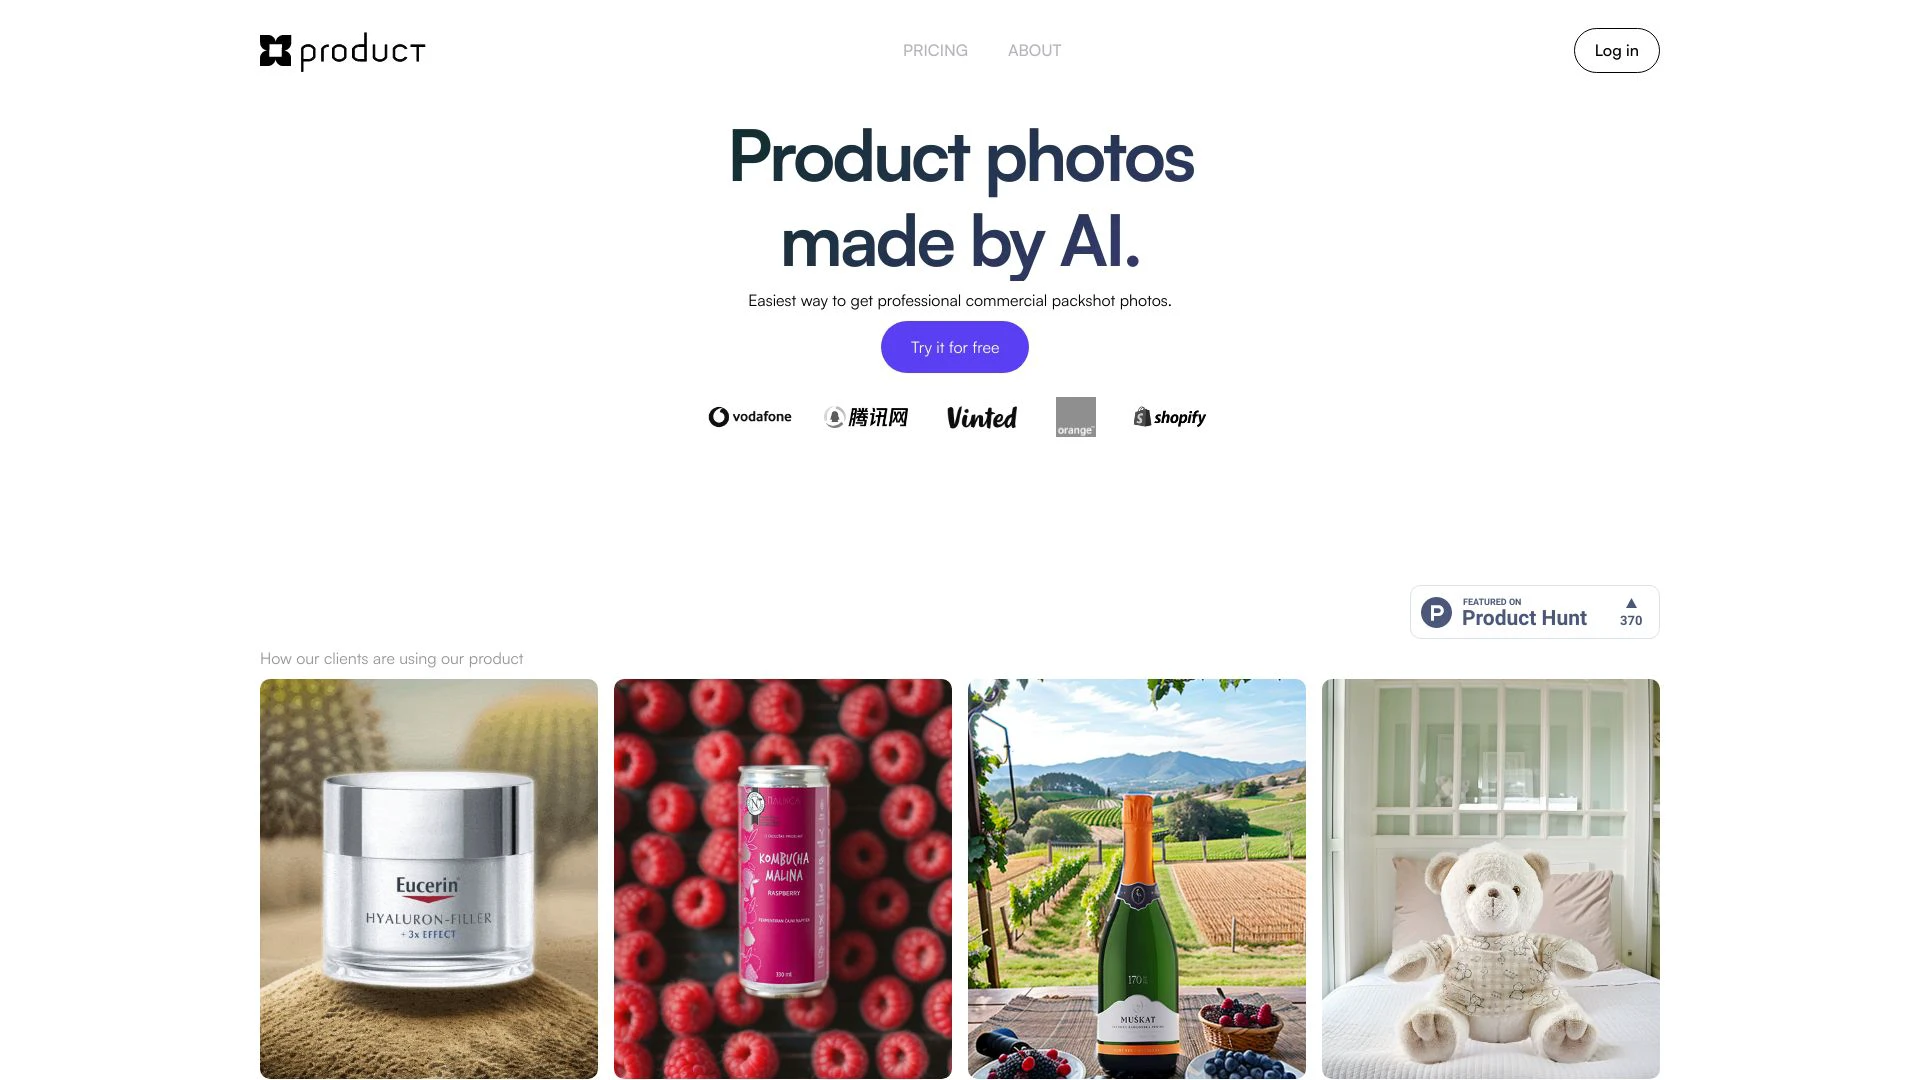 product
PRICING
ABOUT
Log in
Product photos
made by AI.
Easiest way to get professional commercial packshot photos.
Try it for free
vodafone
腾讯网
Vinted
orange
shopify
FEATURED ON
Product Hunt
370
How our clients are using our product
Eucerin
HYALURON-FILLER
+ 3x EFFECT
KOMBUCHA
MALINA
RASPBERRY
330 ml
170
MUŠKAT